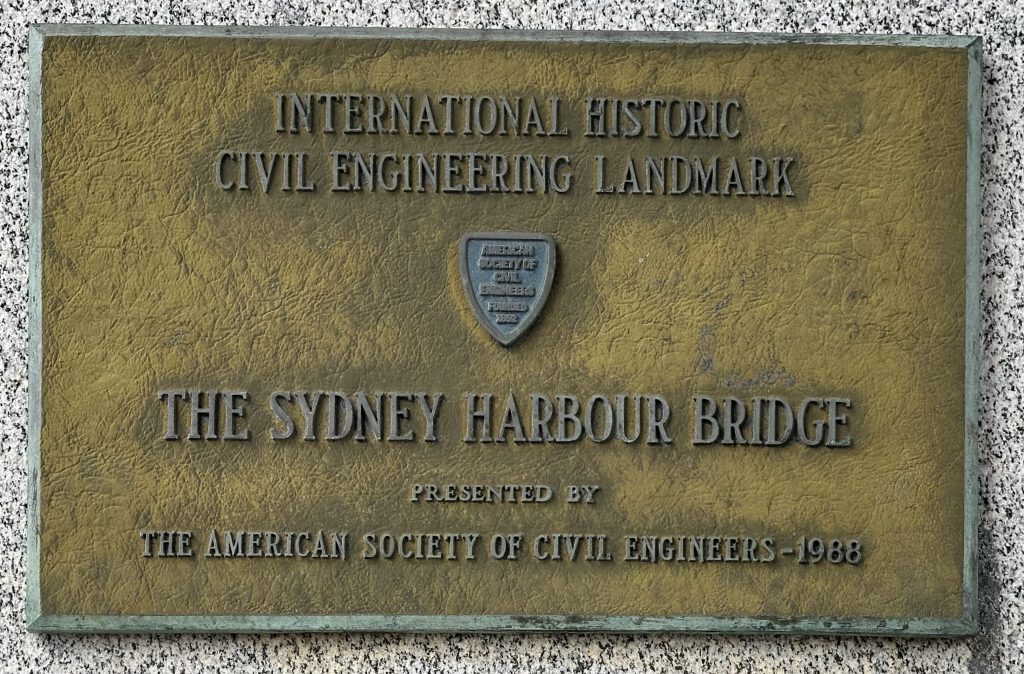 INTERNATIONAL HISTORIC
CIVIL ENGINEERING LANDMARK
AMERICAN
SOCIETY OF
CIVIL
ENGINEERS
FOUNDED
1852
THE SYDNEY HARBOUR BRIDGE
PRESENTED BY
THE AMERICAN SOCIETY OF CIVIL ENGINEERS-1988